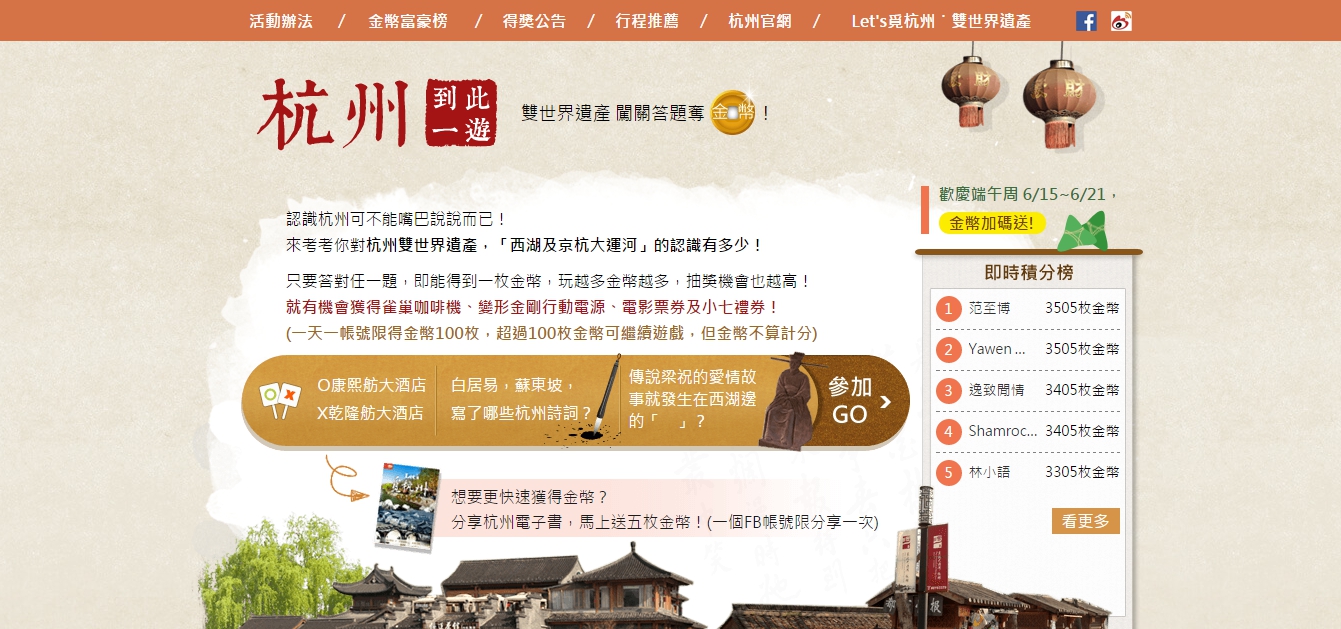 活動辦法 / 金幣富豪榜 / 得獎公告 / 行程推薦 / 杭州官網 / Let's覓杭州‧雙世界遺產
杭州 到此一遊
雙世界遺產 闖關答題奪 金幣 !
財 財
認識杭州可不能嘴巴說說而已！
來考考你對杭州雙世界遺產，「西湖及京杭大運河」的認識有多少！
只要答對任一題，即能得到一枚金幣，玩越多金幣越多，抽獎機會也越高！
就有機會獲得雀巢咖啡機、變形金剛行動電源、電影票券及小七禮券！
(一天一帳號限得金幣100枚，超過100枚金幣可繼續遊戲，但金幣不算計分)
O康熙舫大酒店
X乾隆舫大酒店
白居易，蘇東坡，
寫了哪些杭州詩詞？
傳說梁祝的愛情故
事就發生在西湖邊
的「　」？
參加
GO
想要更快速獲得金幣？
分享杭州電子書，馬上送五枚金幣！(一個FB帳號限分享一次)
歡慶端午周 6/15~6/21，
金幣加碼送!
即時積分榜
1 范至博 3505枚金幣
2 Yawen ... 3505枚金幣
3 逸致閒情 3405枚金幣
4 Shamroc... 3405枚金幣
5 林小語 3305枚金幣
看更多